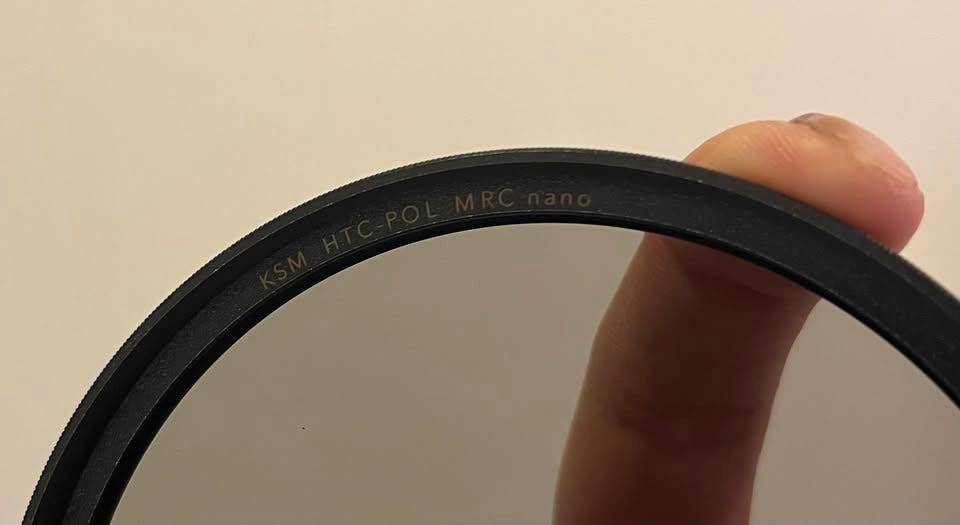 KSM HTC-POL MRC nano